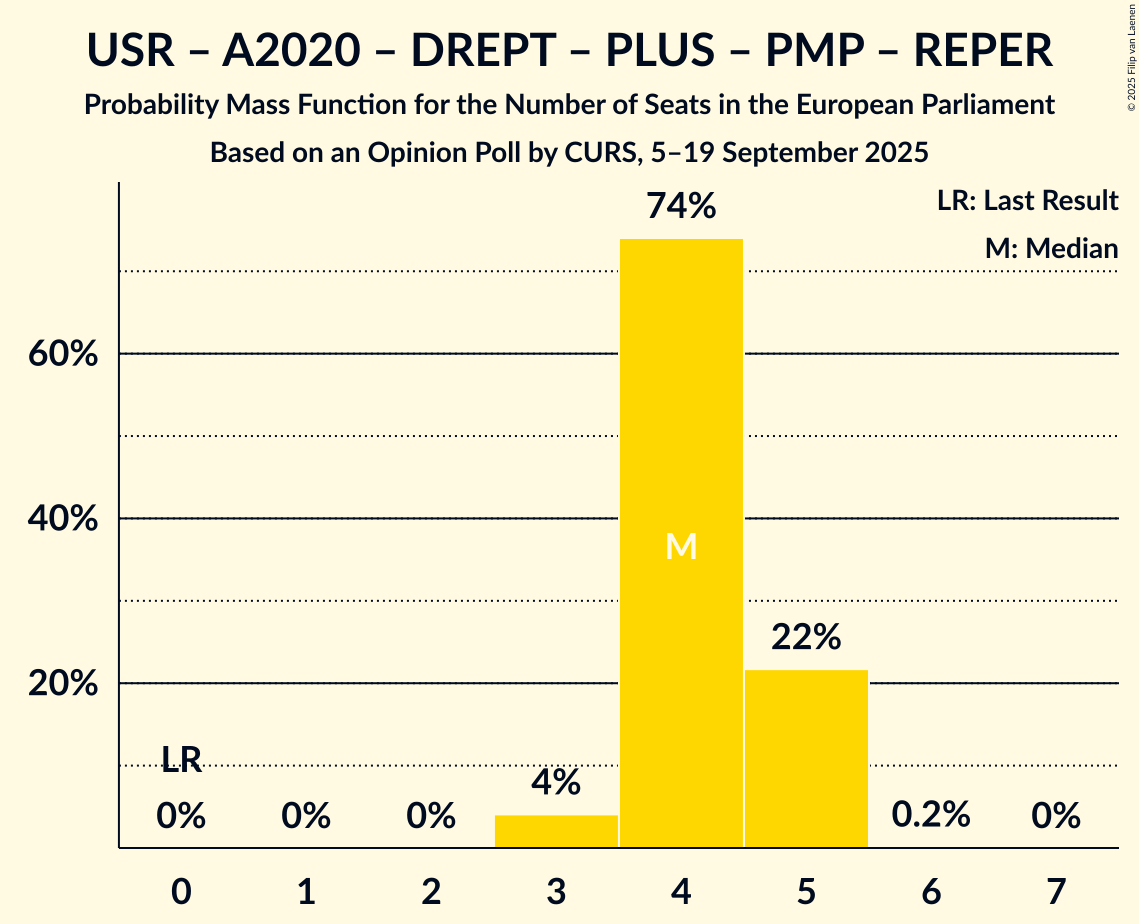 USR – A2020 – DREPT – PLUS – PMP – REPER
Probability Mass Function for the Number of Seats in the European Parliament
Based on an Opinion Poll by CURS, 5–19 September 2025
© 2025 Filip van Laenen
LR: Last Result
M: Median
74%
60%
40%
M
22%
20%
LR
4%
0% 0% 0% 0.2% 0%
0 1 2 3 4 5 6 7